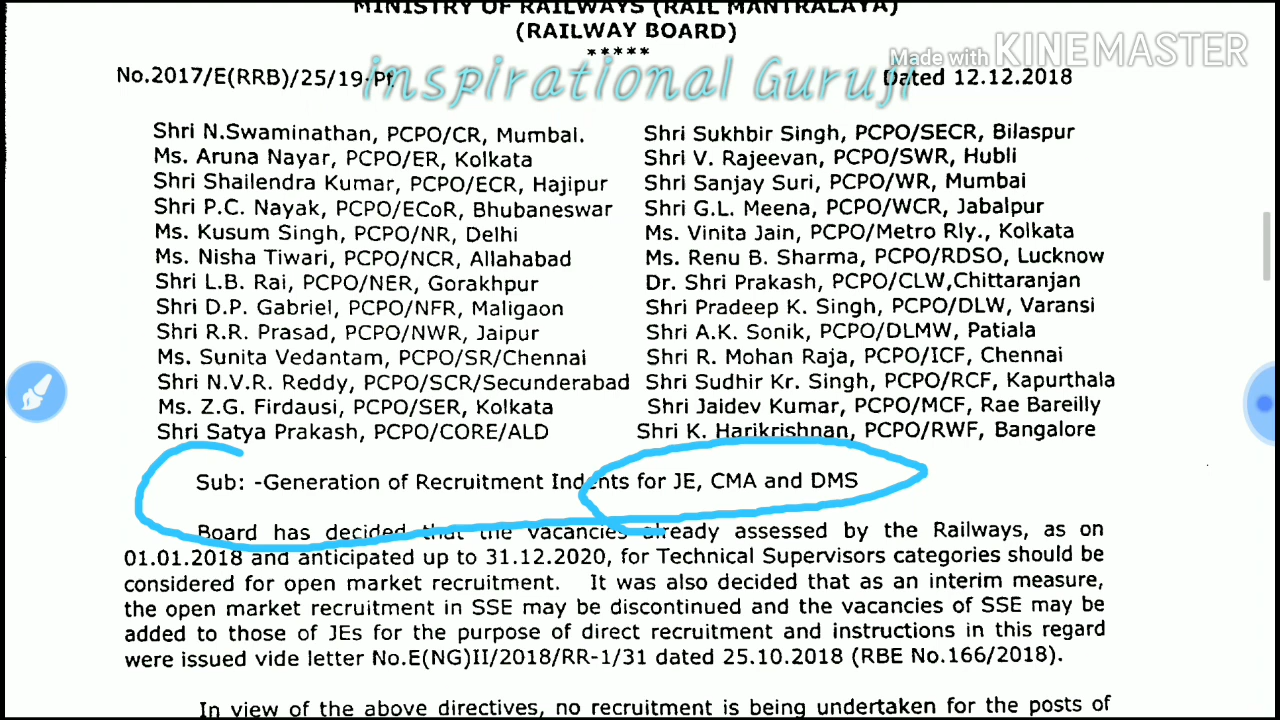 MINISTRY OF RAILWAYS (RAIL MANTRALAYA)
(RAILWAY BOARD)
*****
Made with KINEMASTER
inspirational Guruji
No.2017/E(RRB)/25/19-Pt Dated 12.12.2018
Shri N.Swaminathan, PCPO/CR, Mumbai. Shri Sukhbir Singh, PCPO/SECR, Bilaspur
Ms. Aruna Nayar, PCPO/ER, Kolkata Shri V. Rajeevan, PCPO/SWR, Hubli
Shri Shailendra Kumar, PCPO/ECR, Hajipur Shri Sanjay Suri, PCPO/WR, Mumbai
Shri P.C. Nayak, PCPO/ECoR, Bhubaneswar Shri G.L. Meena, PCPO/WCR, Jabalpur
Ms. Kusum Singh, PCPO/NR, Delhi Ms. Vinita Jain, PCPO/Metro Rly., Kolkata
Ms. Nisha Tiwari, PCPO/NCR, Allahabad Ms. Renu B. Sharma, PCPO/RDSO, Lucknow
Shri L.B. Rai, PCPO/NER, Gorakhpur Dr. Shri Prakash, PCPO/CLW,Chittaranjan
Shri D.P. Gabriel, PCPO/NFR, Maligaon Shri Pradeep K. Singh, PCPO/DLW, Varansi
Shri R.R. Prasad, PCPO/NWR, Jaipur Shri A.K. Sonik, PCPO/DLMW, Patiala
Ms. Sunita Vedantam, PCPO/SR/Chennai Shri R. Mohan Raja, PCPO/ICF, Chennai
Shri N.V.R. Reddy, PCPO/SCR/Secunderabad Shri Sudhir Kr. Singh, PCPO/RCF, Kapurthala
Ms. Z.G. Firdausi, PCPO/SER, Kolkata Shri Jaidev Kumar, PCPO/MCF, Rae Bareilly
Shri Satya Prakash, PCPO/CORE/ALD Shri K. Harikrishnan, PCPO/RWF, Bangalore
Sub: -Generation of Recruitment Indents for JE, CMA and DMS
Board has decided that the vacancies already assessed by the Railways, as on
01.01.2018 and anticipated up to 31.12.2020, for Technical Supervisors categories should be
considered for open market recruitment. It was also decided that as an interim measure,
the open market recruitment in SSE may be discontinued and the vacancies of SSE may be
added to those of JEs for the purpose of direct recruitment and instructions in this regard
were issued vide letter No.E(NG)II/2018/RR-1/31 dated 25.10.2018 (RBE No.166/2018).
In view of the above directives, no recruitment is being undertaken for the posts of